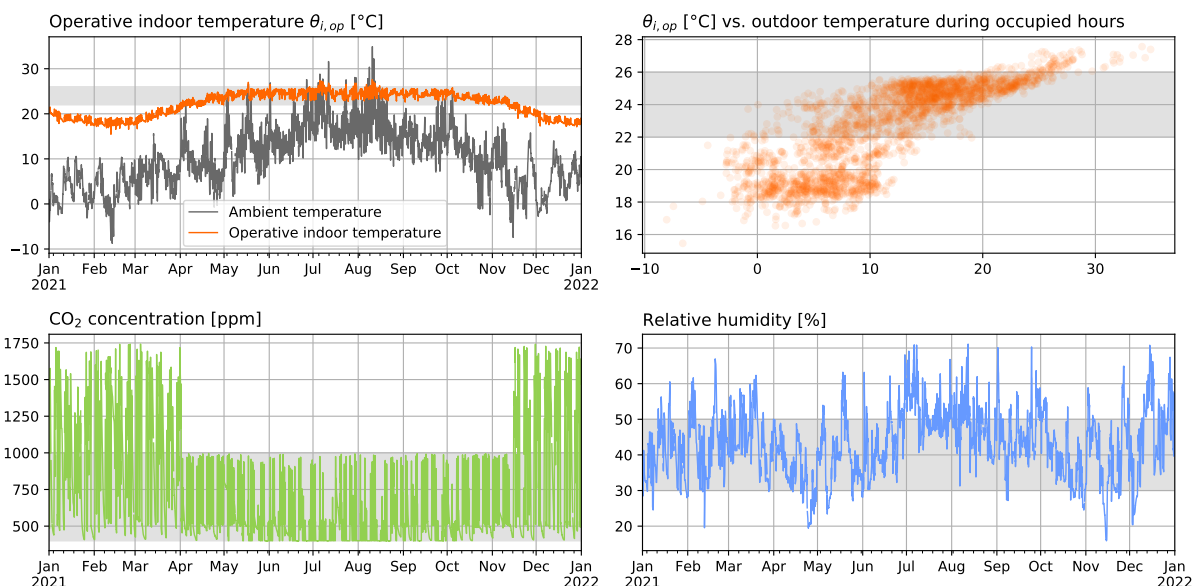 Operative indoor temperature θi,op [°C]
30
20
10
0
−10
Ambient temperature
Operative indoor temperature
Jan Feb Mar Apr May Jun Jul Aug Sep Oct Nov Dec Jan
2021 2022
θi,op [°C] vs. outdoor temperature during occupied hours
28
26
24
22
20
18
16
−10 0 10 20 30
CO₂ concentration [ppm]
1750
1500
1250
1000
750
500
Jan Feb Mar Apr May Jun Jul Aug Sep Oct Nov Dec Jan
2021 2022
Relative humidity [%]
70
60
50
40
30
20
Jan Feb Mar Apr May Jun Jul Aug Sep Oct Nov Dec Jan
2021 2022